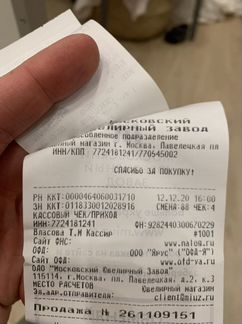 МОСКОВСКИЙ
ЮВЕЛИРНЫЙ ЗАВОД
Обособленное подразделение
Ювелирный магазин г. Москва, Павелецкая пл
ИНН/КПП 7724181241/770545002
СПАСИБО ЗА ПОКУПКУ!
РН ККТ:0000464060031710 12.12.20 16:00
ЗН ККТ:0118330012028916 СМЕНА:88 ЧЕК:4
КАССОВЫЙ ЧЕК/ПРИХОД
ИНН:7724181241 ФН:9282440300670229
Власова Т.М Кассир #1001
Сайт ФНС: www.nalog.ru
ОФД: ООО "Ярус" ("ОФД-Я")
Сайт ОФД: www.ofd-ya.ru
ОАО "Московский Ювелирный Завод"
115114, г. Москва, пл. Павелецкая, д.2, к.3
МЕСТО РАСЧЕТОВ Ювелирный магазин
Эл.адр.отправителя: client@miuz.ru
Продажа № 261109151